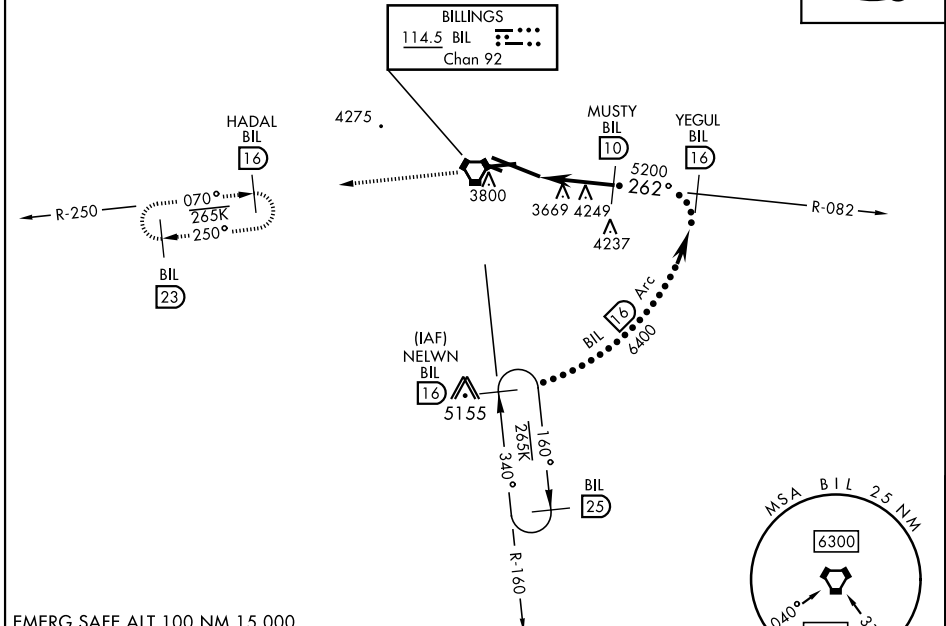 BILLINGS
114.5 BIL
Chan 92
HADAL
BIL
16
4275
MUSTY
BIL
10
YEGUL
BIL
16
5200
262°
3800
3669
4249
4237
R-250
070°
265K
250°
R-082
BIL
23
BIL 16 Arc
6400
(IAF)
NELWN
BIL
16
5155
265K
160°
340°
BIL
25
R-160
MSA BIL 25 NM
6300
040°
EMERG SAFE ALT 100 NM 15,000